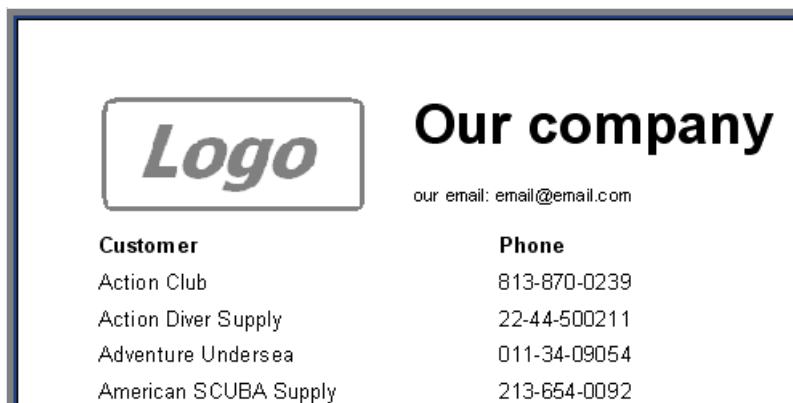 Logo
Our company
our email: email@email.com
Customer Phone
Action Club 813-870-0239
Action Diver Supply 22-44-500211
Adventure Undersea 011-34-09054
American SCUBA Supply 213-654-0092